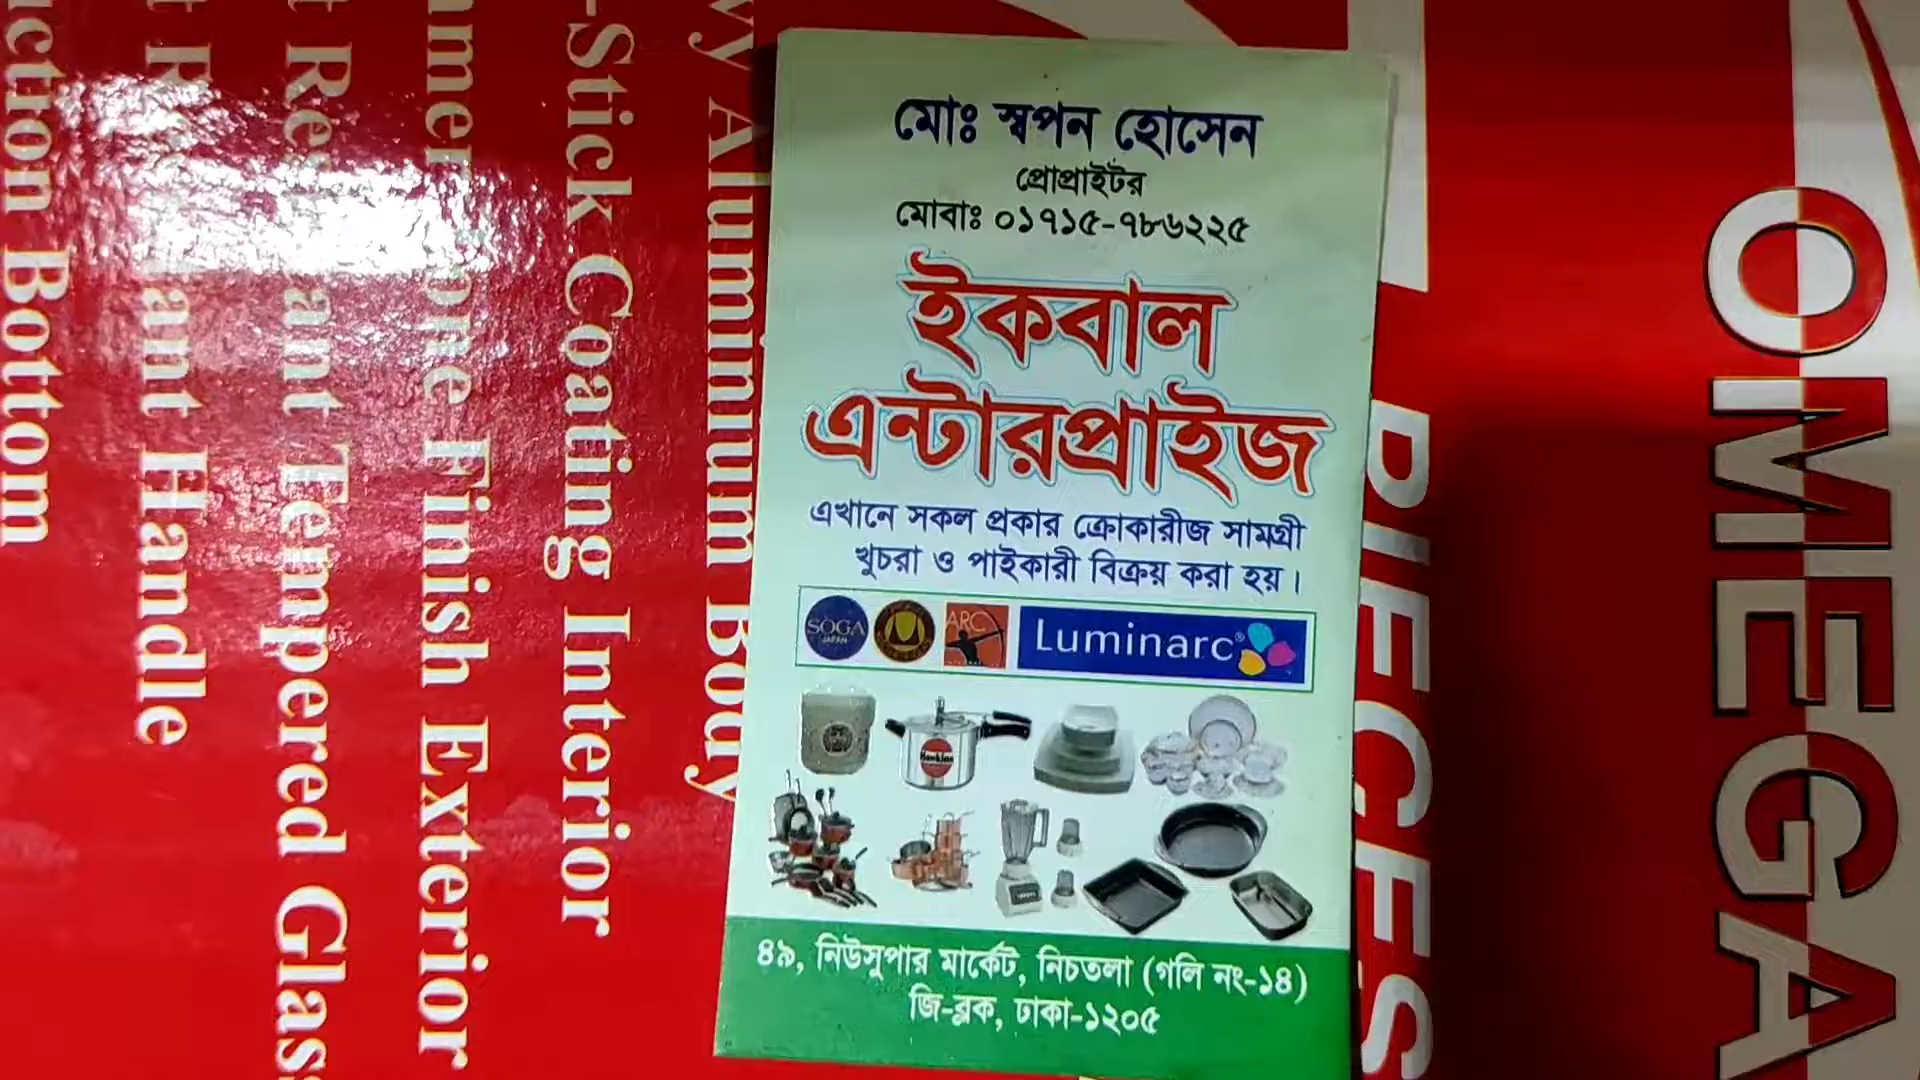 মোঃ স্বপন হোসেন
প্রোপ্রাইটর
মোবাঃ ০১৭১৫-৭৮৬২২৫
ইকবাল
এন্টারপ্রাইজ
এখানে সকল প্রকার ক্রোকারীজ সামগ্রী
খুচরা ও পাইকারী বিক্রয় করা হয়।
SOGA
JAPAN
ARC
Luminarc
Hawkins
৪৯, নিউসুপার মার্কেট, নিচতলা (গলি নং-১৪)
জি-ব্লক, ঢাকা-১২০৫
OMEGA
PIECES
Aluminum Body
-Stick Coating Interior
Finish Exterior
Tempered Glass
Handle
Bottom